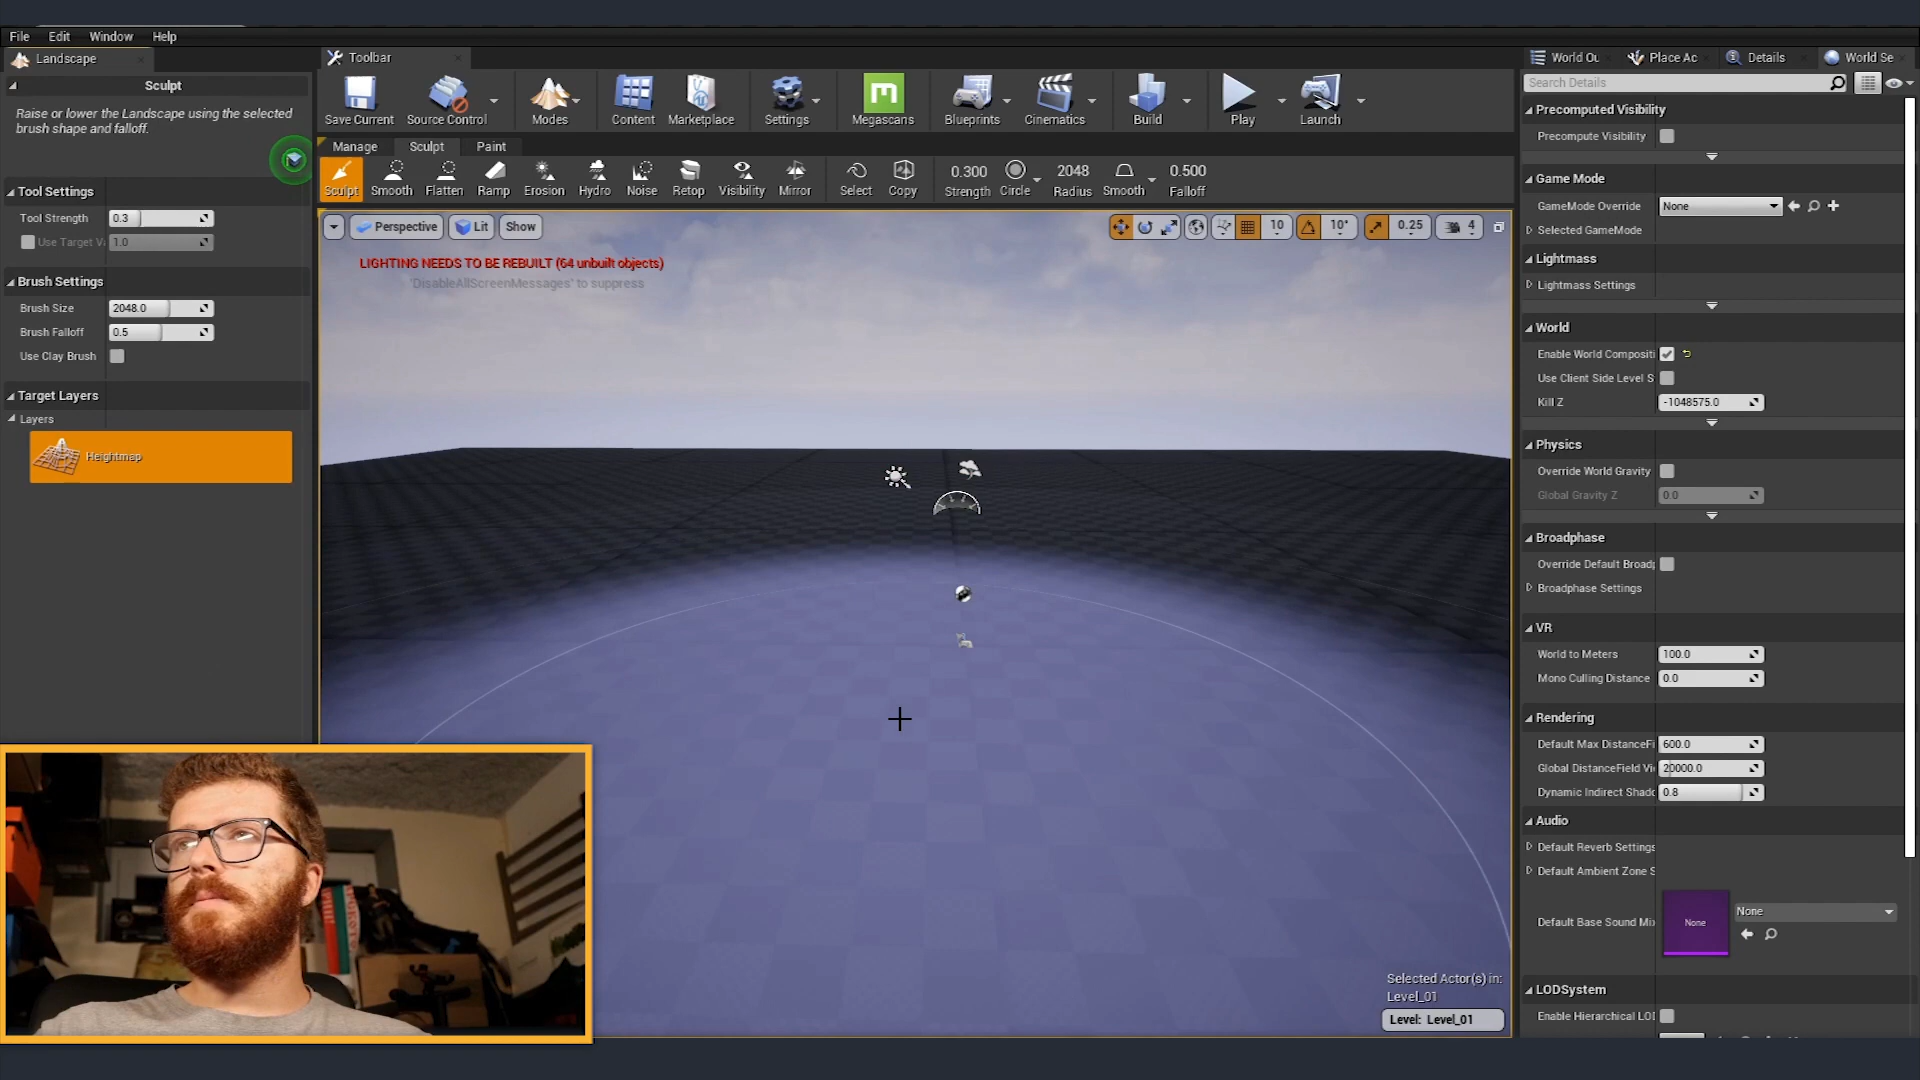 File Edit Window Help
Landscape
Toolbar
World Ou
Place Ac
Details
World Se
Sculpt
Raise or lower the Landscape using the selected
brush shape and falloff.
Tool Settings
Tool Strength 0.3
Use Target V 1.0
Brush Settings
Brush Size 2048.0
Brush Falloff 0.5
Use Clay Brush
Target Layers
Layers
Heightmap
Save Current
Source Control
Modes
Content
Marketplace
Settings
Megascans
Blueprints
Cinematics
Build
Play
Launch
Manage Sculpt Paint
Sculpt Smooth Flatten Ramp Erosion Hydro Noise Retop Visibility Mirror Select Copy
0.300 Strength
Circle
2048 Radius
Smooth
0.500 Falloff
Perspective Lit Show
10 10° 0.25 4
LIGHTING NEEDS TO BE REBUILT (64 unbuilt objects)
'DisableAllScreenMessages' to suppress
Selected Actor(s) in:
Level_01
Level: Level_01
Search Details
Precomputed Visibility
Precompute Visibility
Game Mode
GameMode Override None
Selected GameMode
Lightmass
Lightmass Settings
World
Enable World Compositi
Use Client Side Level S
Kill Z -1048575.0
Physics
Override World Gravity
Global Gravity Z 0.0
Broadphase
Override Default Broadp
Broadphase Settings
VR
World to Meters 100.0
Mono Culling Distance 0.0
Rendering
Default Max DistanceFi 600.0
Global DistanceField Vi 20000.0
Dynamic Indirect Shado 0.8
Audio
Default Reverb Settings
Default Ambient Zone S
Default Base Sound Mix None None
LODSystem
Enable Hierarchical LOD